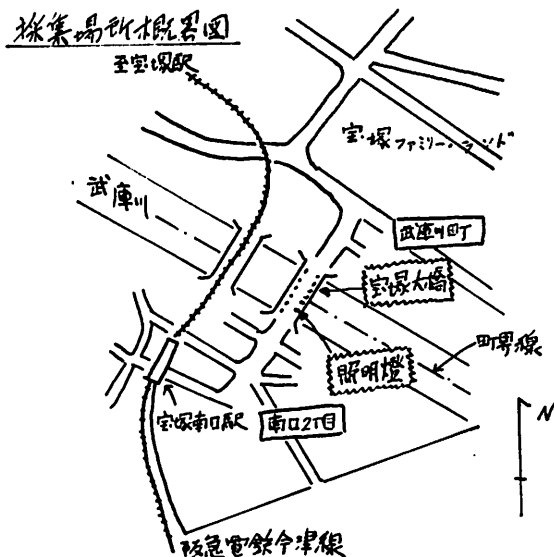 採集場所概畧図
至宝塚駅
宝塚ファミリーランド
武庫川
武庫川町
宝塚大橋
町界線
照明燈
宝塚南口駅
南口2丁目
N
阪急電鉄今津線